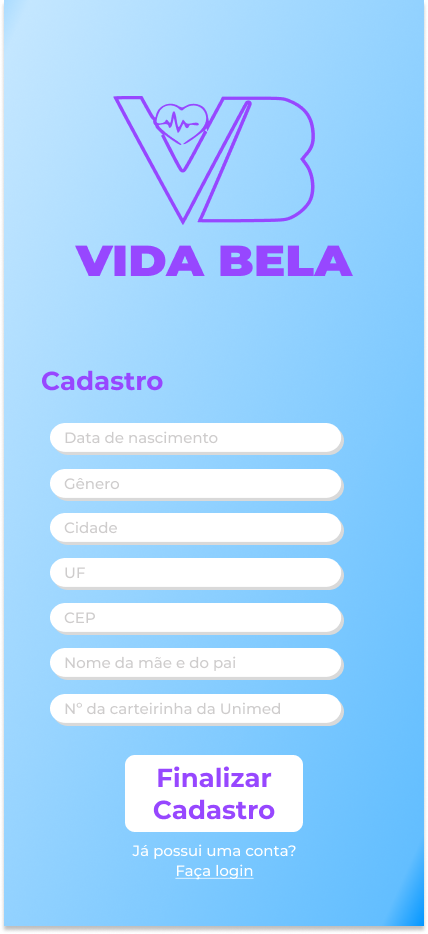 VB
VIDA BELA
Cadastro
Data de nascimento
Gênero
Cidade
UF
CEP
Nome da mãe e do pai
Nº da carteirinha da Unimed
Finalizar
Cadastro
Já possui uma conta?
Faça login